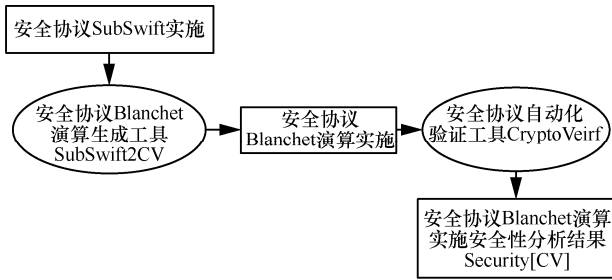 安全协议SubSwift实施
安全协议Blanchet
演算生成工具
SubSwift2CV
安全协议
Blanchet演算实施
安全协议自动化
验证工具CryptoVeirf
安全协议Blanchet演算
实施安全性分析结果
Security[CV]